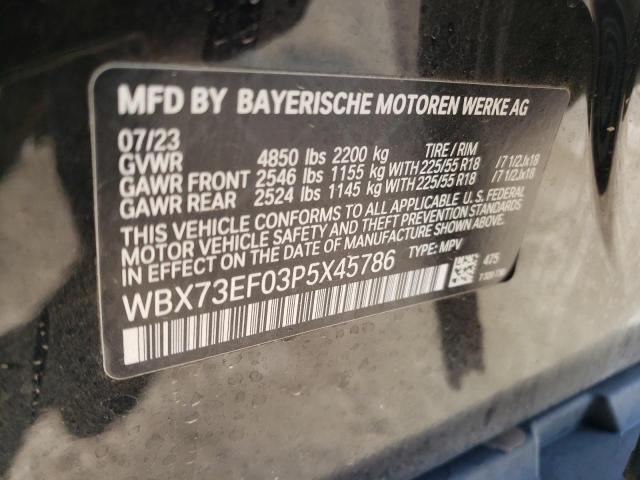 MFD BY BAYERISCHE MOTOREN WERKE AG
07/23 TIRE / RIM
GVWR 4850 lbs 2200 kg
GAWR FRONT 2546 lbs 1155 kg WITH 225/55 R18 /7 1/2Jx18
GAWR REAR 2524 lbs 1145 kg WITH 225/55 R18 /7 1/2Jx18
THIS VEHICLE CONFORMS TO ALL APPLICABLE U.S. FEDERAL
MOTOR VEHICLE SAFETY AND THEFT PREVENTION STANDARDS
IN EFFECT ON THE DATE OF MANUFACTURE SHOWN ABOVE.
WBX73EF03P5X45786 TYPE: MPV
475